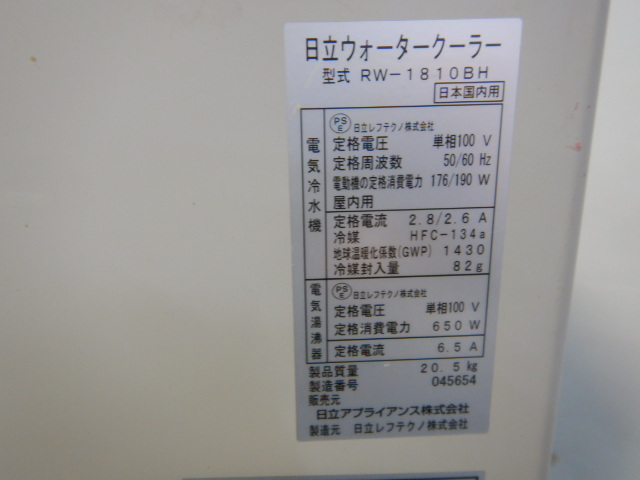 日立ウォータークーラー
型式 RW-1810BH
日本国内用
電気冷水機
PSE 日立レフテクノ株式会社
定格電圧 単相100 V
定格周波数 50/60 Hz
電動機の定格消費電力 176/190 W
屋内用
定格電流 2.8/2.6 A
冷媒 HFC-134a
地球温暖化係数(GWP) 1430
冷媒封入量 82g
電気湯沸器
PSE 日立レフテクノ株式会社
定格電圧 単相100 V
定格消費電力 650 W
定格電流 6.5 A
製品質量 20.5 kg
製造番号 045654
販売元
日立アプライアンス株式会社
製造元 日立レフテクノ株式会社